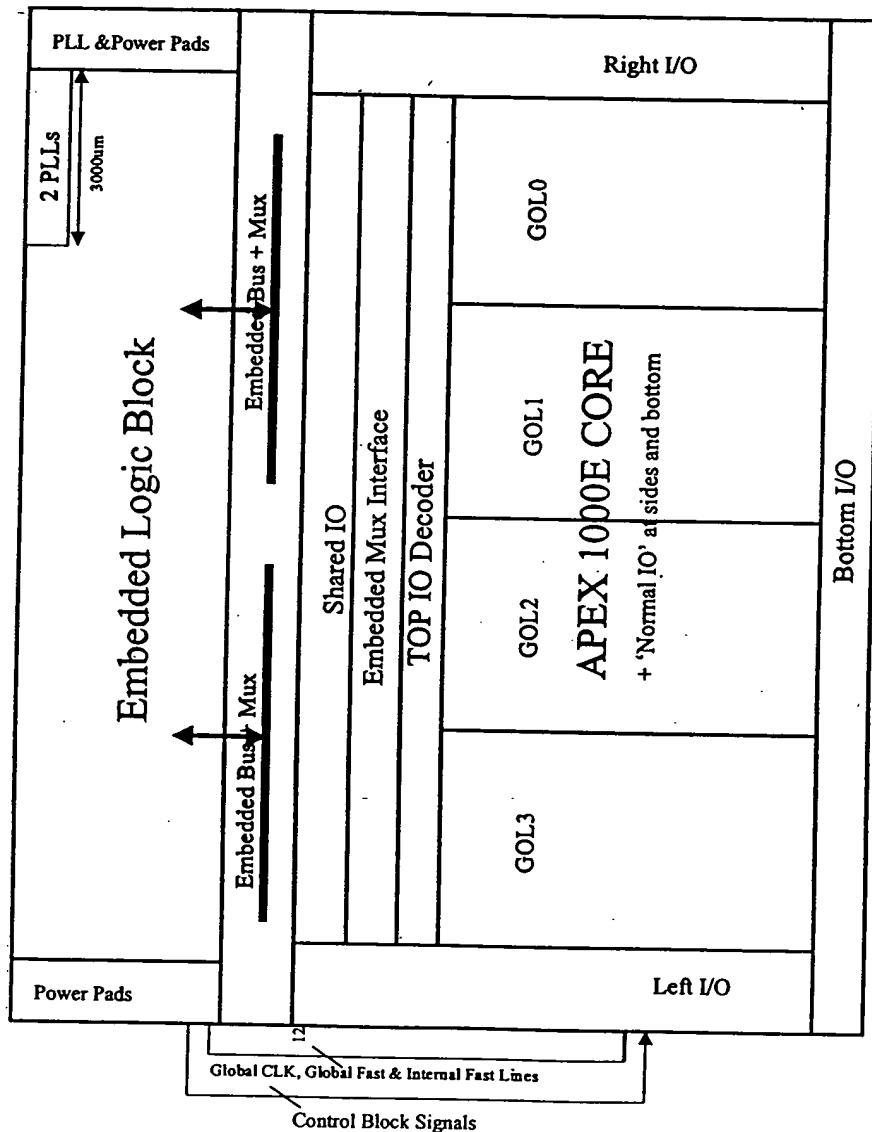 PLL &Power Pads
Right I/O
2 PLLs
3000um
Embedded Bus + Mux
Embedded Logic Block
Embedded Bus + Mux
Shared IO
Embedded Mux Interface
TOP IO Decoder
GOL0
GOL1
GOL2
GOL3
APEX 1000E CORE
+ 'Normal IO' at sides and bottom
Bottom I/O
Power Pads
Left I/O
12
Global CLK, Global Fast & Internal Fast Lines
Control Block Signals